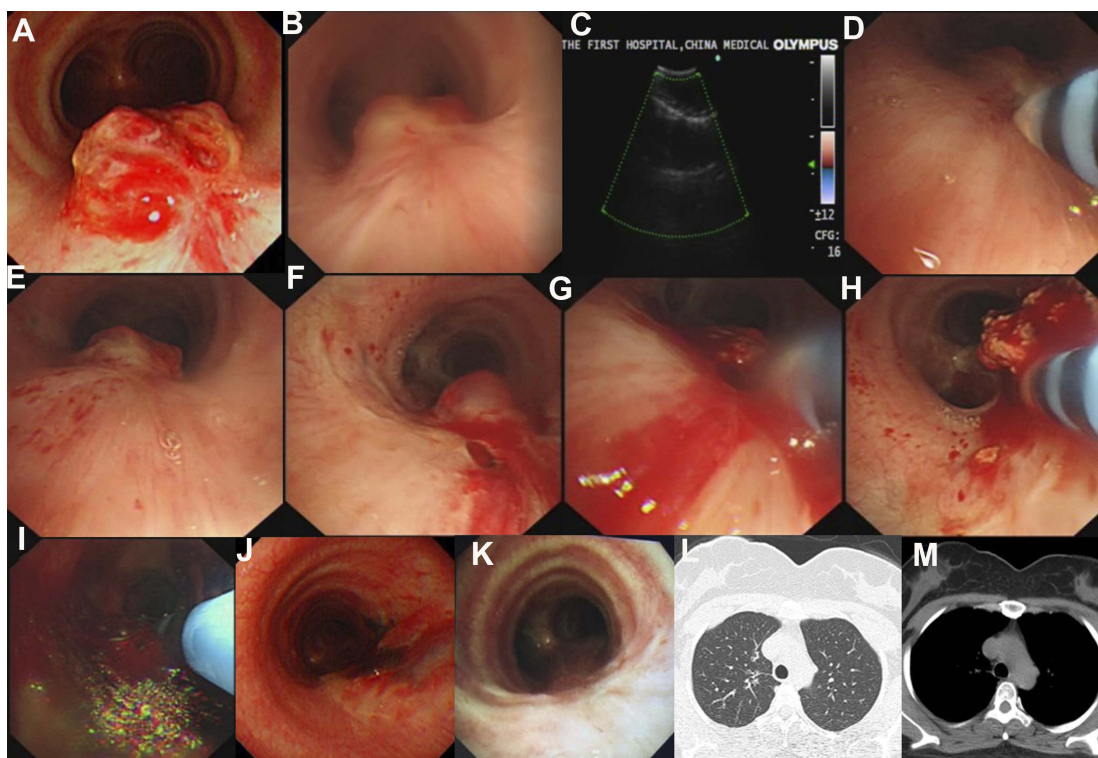 A
B
C
THE FIRST HOSPITAL,CHINA MEDICAL OLYMPUS
±12
CFG:
16
D
E
F
G
H
I
J
K
L
M